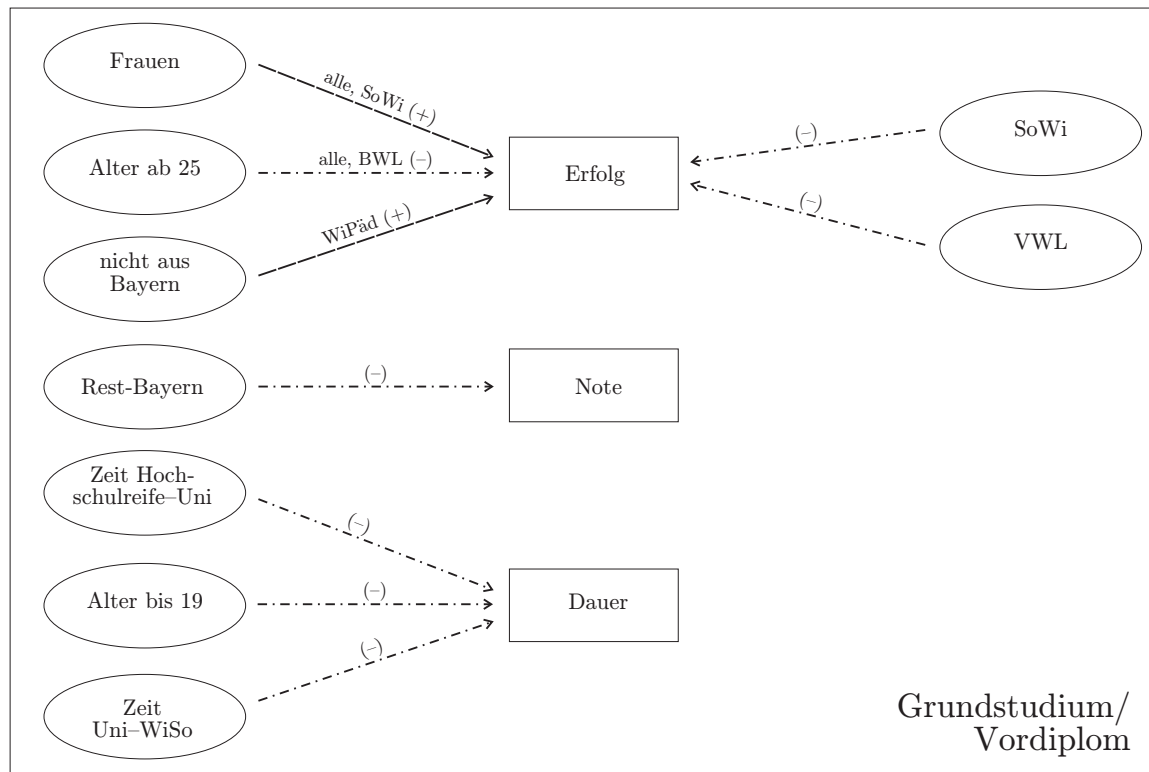 Frauen
alle, SoWi (+)
Alter ab 25
alle, BWL (–)
nicht aus
Bayern
WiPäd (+)
Erfolg
(–)
SoWi
(–)
VWL
Rest-Bayern
(–)
Note
Zeit Hoch-
schulreife–Uni
(–)
Alter bis 19
(–)
Dauer
Zeit
Uni–WiSo
(–)
Grundstudium/
Vordiplom